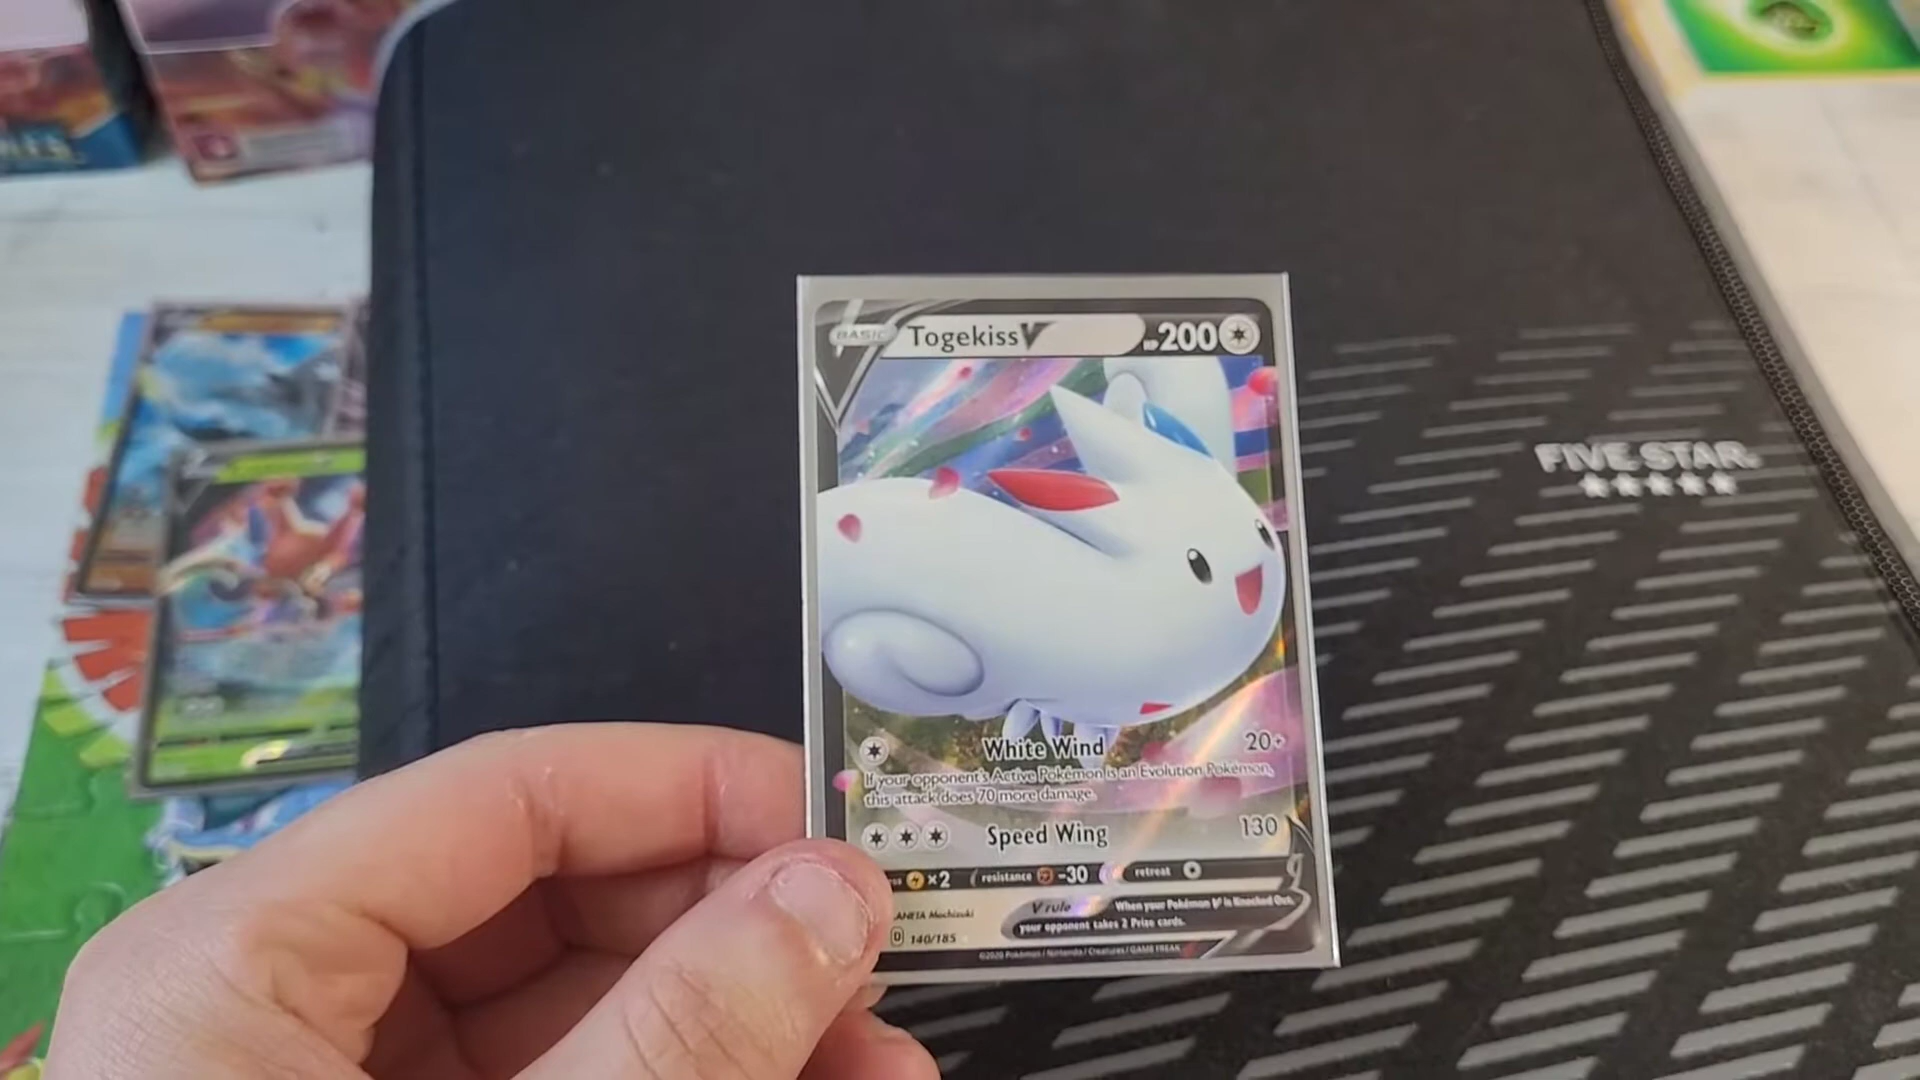 BASIC
Togekiss V
HP 200
FIVE STAR
White Wind 20+
If your opponent's Active Pokémon is an Evolution Pokémon,
this attack does 70 more damage.
Speed Wing 130
×2 resistance -30 retreat
V rule When your Pokémon V is Knocked Out,
your opponent takes 2 Prize cards.
Mochizuki
D 140/185
©2020 Pokémon / Nintendo / Creatures / GAME FREAK